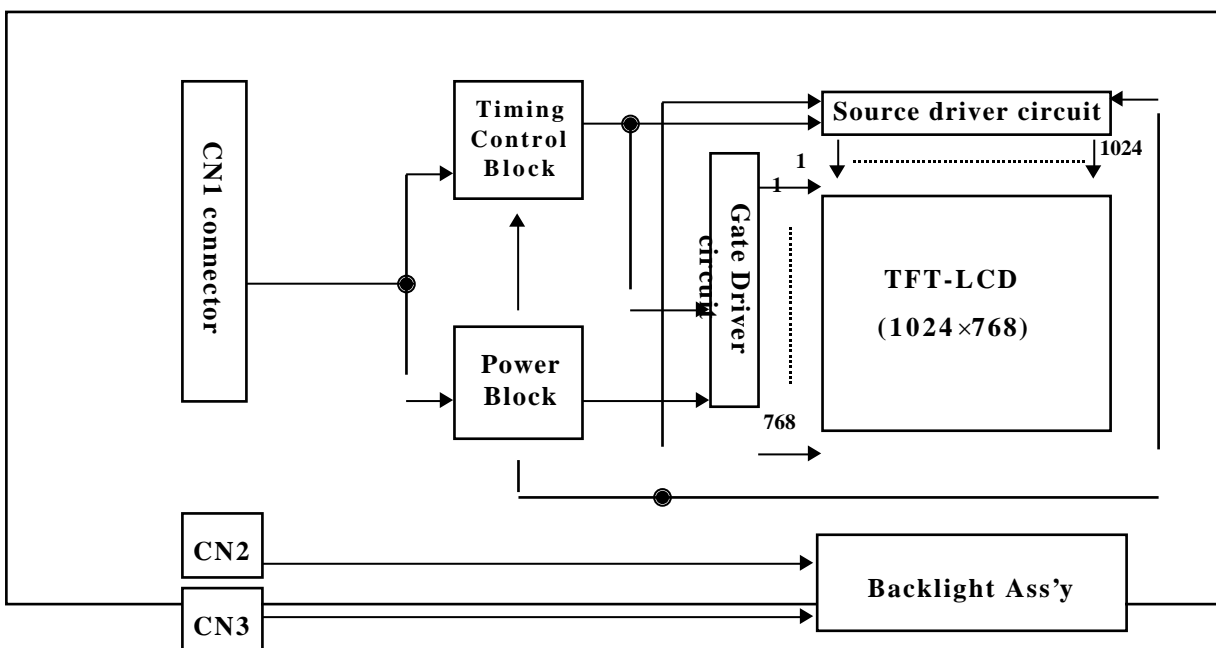 CN1 connector
Timing
Control
Block
Power
Block
Source driver circuit
1
1024
1
768
Gate Driver
circuit
TFT-LCD
(1024×768)
CN2
CN3
Backlight Ass’y